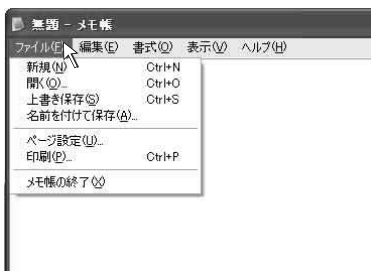 無題 - メモ帳
ファイル(F) 編集(E) 書式(O) 表示(V) ヘルプ(H)
新規(N) Ctrl+N
開く(O)... Ctrl+O
上書き保存(S) Ctrl+S
名前を付けて保存(A)...
ページ設定(U)...
印刷(P)... Ctrl+P
メモ帳の終了(X)